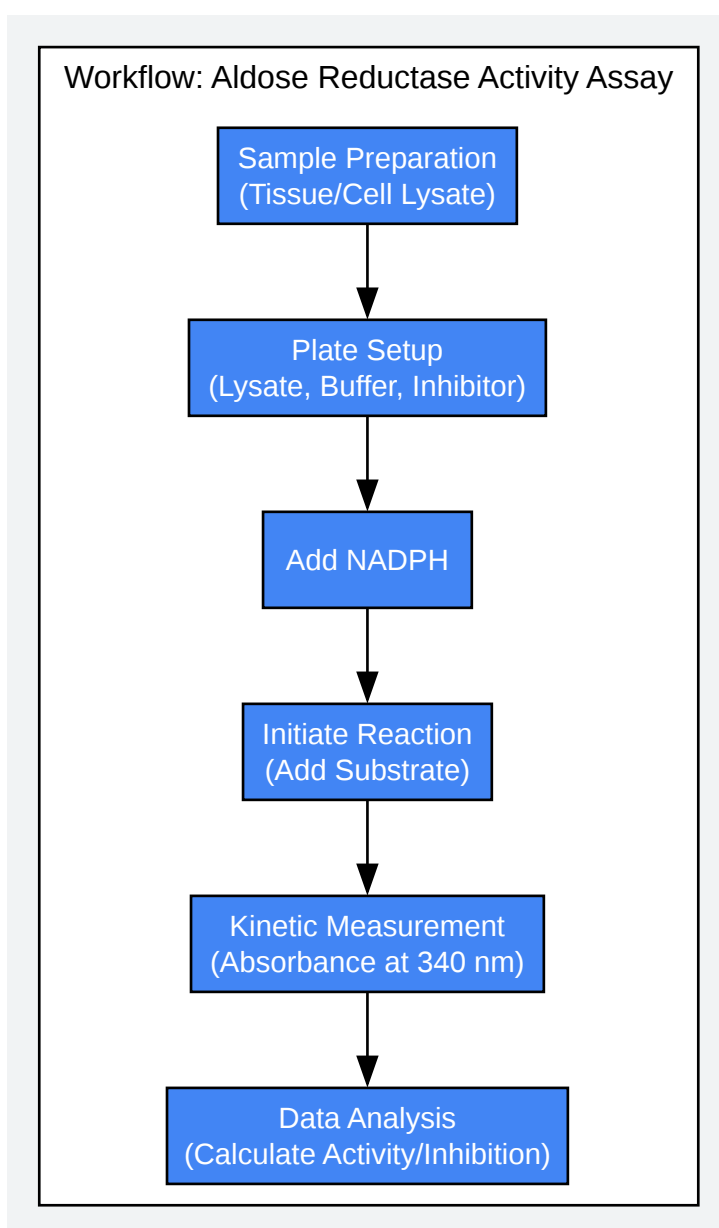 Workflow: Aldose Reductase Activity Assay
Sample Preparation
(Tissue/Cell Lysate)
Plate Setup
(Lysate, Buffer, Inhibitor)
Add NADPH
Initiate Reaction
(Add Substrate)
Kinetic Measurement
(Absorbance at 340 nm)
Data Analysis
(Calculate Activity/Inhibition)